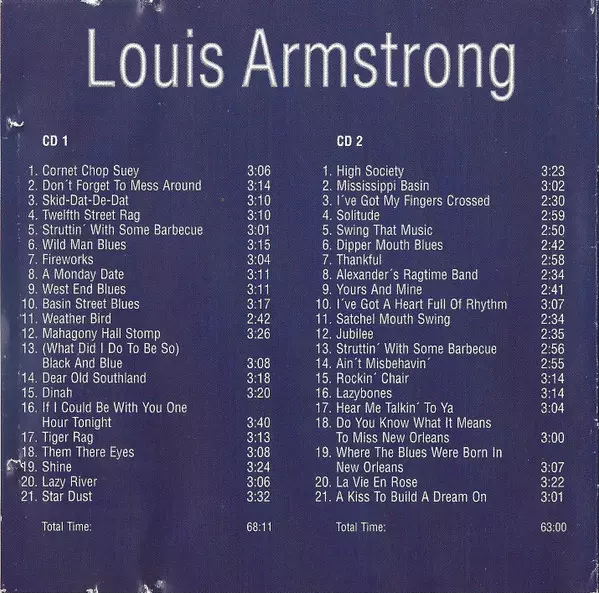 Louis Armstrong
CD 1
1. Cornet Chop Suey 3:06
2. Don´t Forget To Mess Around 3:14
3. Skid-Dat-De-Dat 3:10
4. Twelfth Street Rag 3:10
5. Struttin´ With Some Barbecue 3:01
6. Wild Man Blues 3:15
7. Fireworks 3:04
8. A Monday Date 3:11
9. West End Blues 3:11
10. Basin Street Blues 3:17
11. Weather Bird 2:42
12. Mahagony Hall Stomp 3:26
13. (What Did I Do To Be So)
Black And Blue 3:08
14. Dear Old Southland 3:18
15. Dinah 3:20
16. If I Could Be With You One
Hour Tonight 3:40
17. Tiger Rag 3:13
18. Them There Eyes 3:08
19. Shine 3:24
20. Lazy River 3:06
21. Star Dust 3:32
Total Time: 68:11
CD 2
1. High Society 3:23
2. Mississippi Basin 3:02
3. I´ve Got My Fingers Crossed 2:30
4. Solitude 2:59
5. Swing That Music 2:50
6. Dipper Mouth Blues 2:42
7. Thankful 2:58
8. Alexander´s Ragtime Band 2:34
9. Yours And Mine 2:41
10. I´ve Got A Heart Full Of Rhythm 3:07
11. Satchel Mouth Swing 2:34
12. Jubilee 2:35
13. Struttin´ With Some Barbecue 2:56
14. Ain´t Misbehavin´ 2:55
15. Rockin´ Chair 3:14
16. Lazybones 3:14
17. Hear Me Talkin´ To Ya 3:04
18. Do You Know What It Means
To Miss New Orleans 3:00
19. Where The Blues Were Born In
New Orleans 3:07
20. La Vie En Rose 3:22
21. A Kiss To Build A Dream On 3:01
Total Time: 63:00